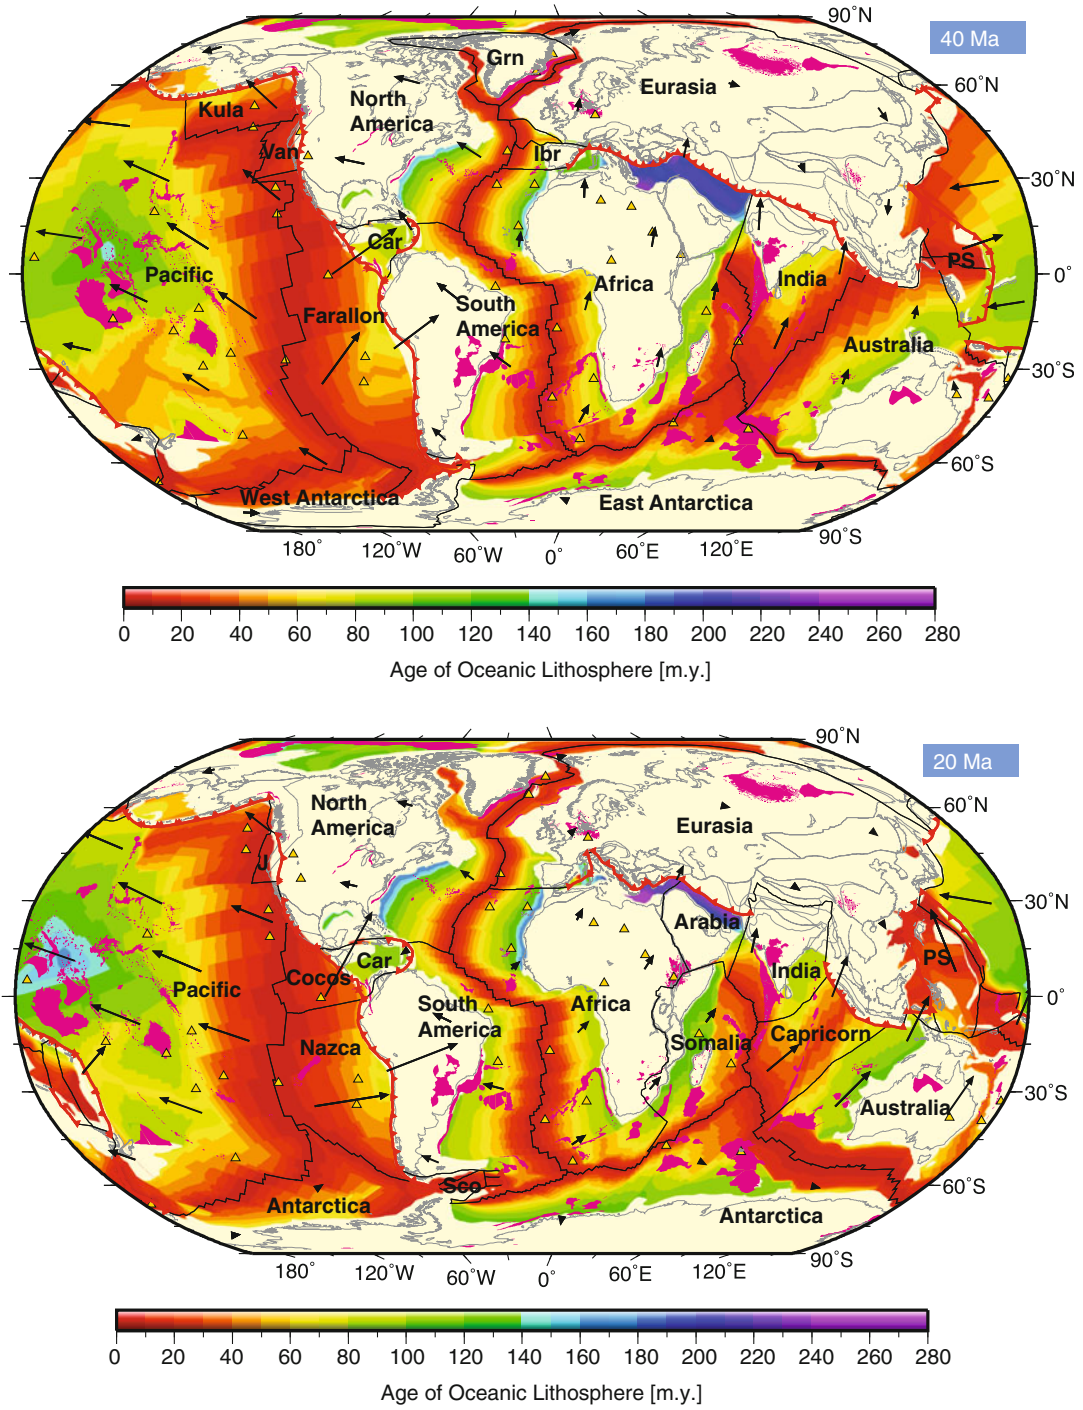 90˚N
40 Ma
Grn
60˚N
Eurasia
North
America
Kula
Van
Ibr
30˚N
Car
PS
Pacific
0˚
India
Africa
South
America
Farallon
Australia
30˚S
60˚S
West Antarctica
East Antarctica
90˚S
180˚
120˚W
60˚W
0˚
60˚E
120˚E
0 20 40 60 80 100 120 140 160 180 200 220 240 260 280
Age of Oceanic Lithosphere [m.y.]
90˚N
20 Ma
60˚N
North
America
Eurasia
J
30˚N
Arabia
Car
PS
India
Cocos
Pacific
0˚
South
America
Africa
Capricorn
Somalia
Nazca
30˚S
Australia
Sco
60˚S
Antarctica
Antarctica
90˚S
180˚
120˚W
60˚W
0˚
60˚E
120˚E
0 20 40 60 80 100 120 140 160 180 200 220 240 260 280
Age of Oceanic Lithosphere [m.y.]